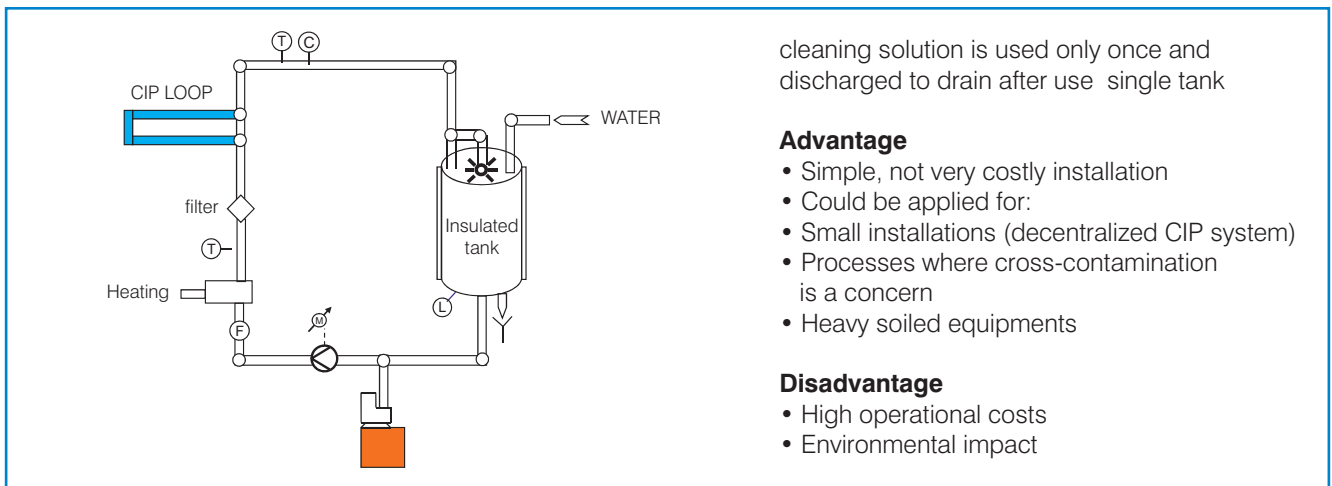 T
C
CIP LOOP
WATER
filter
Insulated
tank
T
Heating
L
M
F
cleaning solution is used only once and
discharged to drain after use single tank
Advantage
• Simple, not very costly installation
• Could be applied for:
• Small installations (decentralized CIP system)
• Processes where cross-contamination
is a concern
• Heavy soiled equipments
Disadvantage
• High operational costs
• Environmental impact